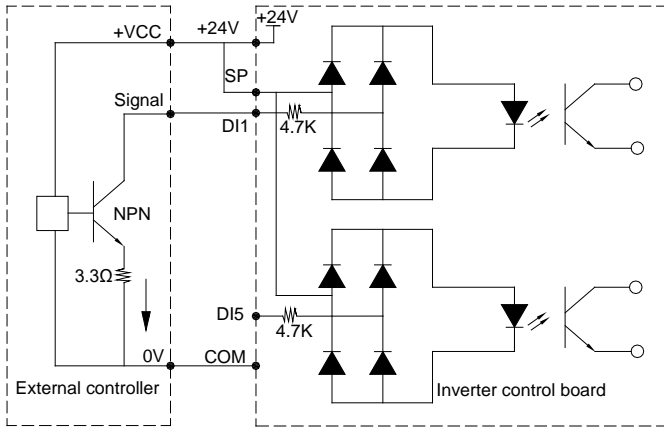 +VCC
+24V
+24V
SP
Signal
DI1
4.7K
NPN
3.3Ω
DI5
4.7K
0V
COM
External controller
Inverter control board